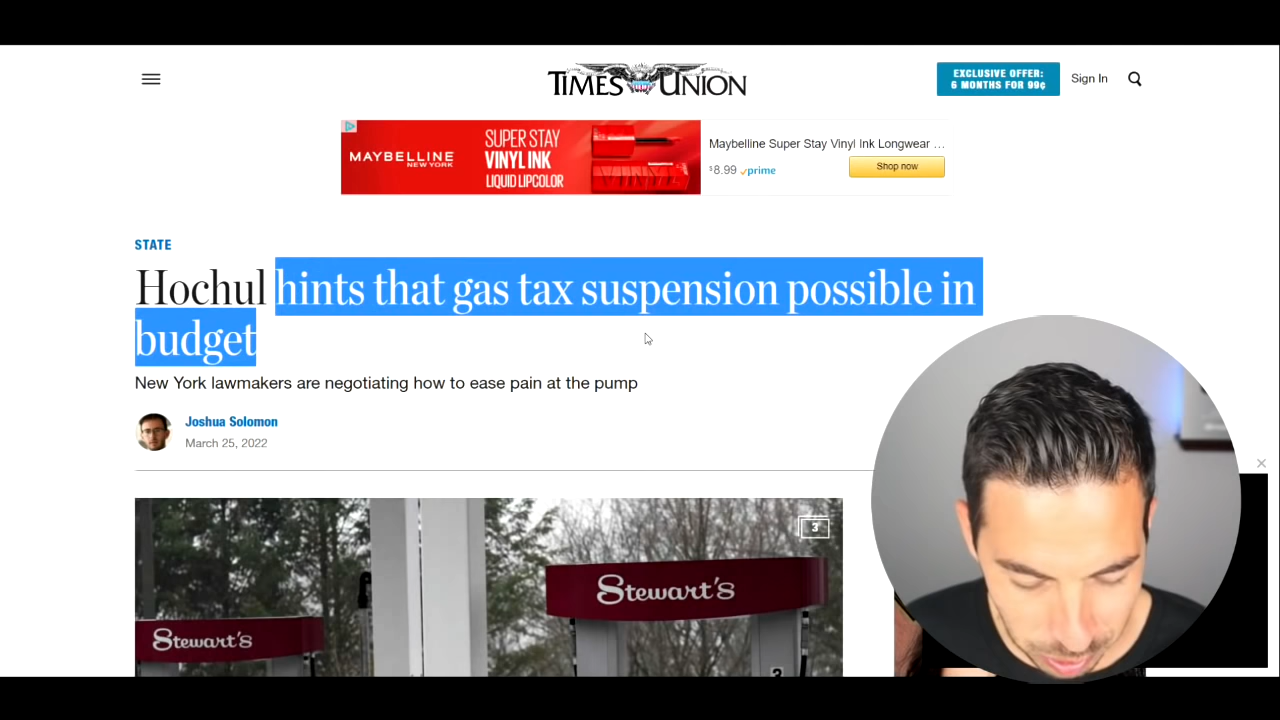 TIMES UNION
EXCLUSIVE OFFER:
6 MONTHS FOR 99¢
Sign In
MAYBELLINE
NEW YORK
SUPER STAY
VINYL INK
LIQUID LIPCOLOR
Maybelline Super Stay Vinyl Ink Longwear ...
$8.99 prime
Shop now
STATE
Hochul hints that gas tax suspension possible in
budget
New York lawmakers are negotiating how to ease pain at the pump
Joshua Solomon
March 25, 2022
3
Stewart's
Stewart's
3